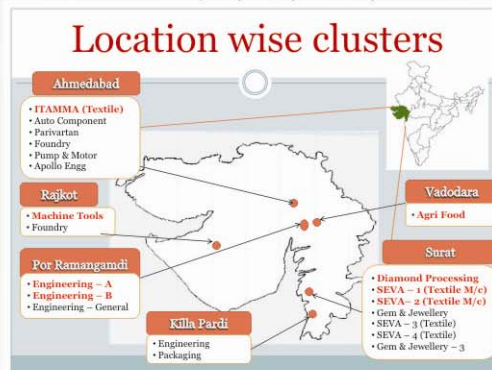 Location wise clusters
Ahmedabad
• ITAMMA (Textile)
• Auto Component
• Parivartan
• Foundry
• Pump & Motor
• Apollo Engg
Rajkot
• Machine Tools
• Foundry
Por Ramangamdi
• Engineering – A
• Engineering – B
• Engineering – General
Killa Pardi
• Engineering
• Packaging
Vadodara
• Agri Food
Surat
• Diamond Processing
• SEVA – 1 (Textile M/c)
• SEVA– 2 (Textile M/c)
• Gem & Jewellery
• SEVA – 3 (Textile)
• SEVA – 4 (Textile)
• Gem & Jewellery – 3